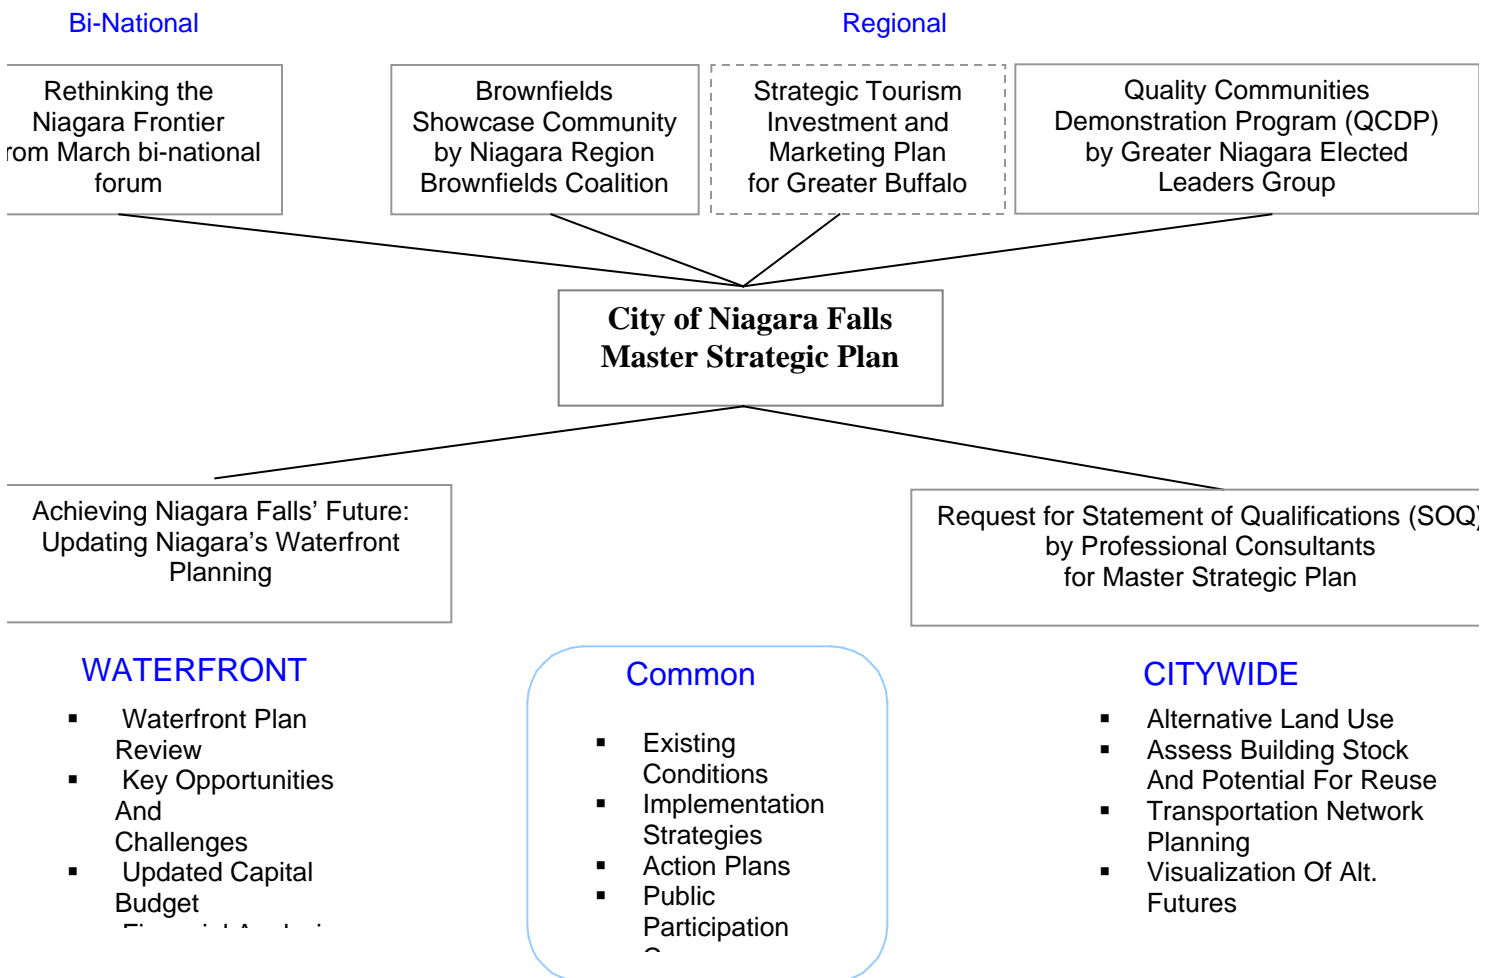 Bi-National
Regional
Rethinking the
Niagara Frontier
rom March bi-national
forum
Brownfields
Showcase Community
by Niagara Region
Brownfields Coalition
Strategic Tourism
Investment and
Marketing Plan
for Greater Buffalo
Quality Communities
Demonstration Program (QCDP)
by Greater Niagara Elected
Leaders Group
City of Niagara Falls
Master Strategic Plan
Achieving Niagara Falls’ Future:
Updating Niagara’s Waterfront
Planning
Request for Statement of Qualifications (SOQ)
by Professional Consultants
for Master Strategic Plan
WATERFRONT
▪ Waterfront Plan
Review
▪ Key Opportunities
And
Challenges
▪ Updated Capital
Budget
Common
▪ Existing
Conditions
▪ Implementation
Strategies
▪ Action Plans
▪ Public
Participation
CITYWIDE
▪ Alternative Land Use
▪ Assess Building Stock
And Potential For Reuse
▪ Transportation Network
Planning
▪ Visualization Of Alt.
Futures